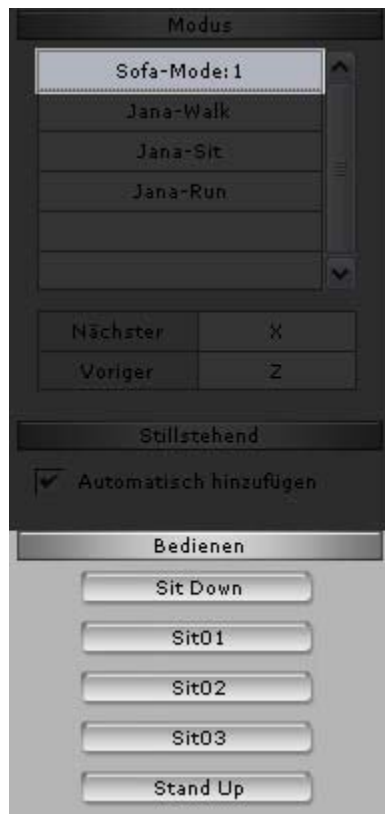 Modus
Sofa-Mode:1
Jana-Walk
Jana-Sit
Jana-Run
Nächster X
Voriger Z
Stillstehend
Automatisch hinzufügen
Bedienen
Sit Down
Sit01
Sit02
Sit03
Stand Up